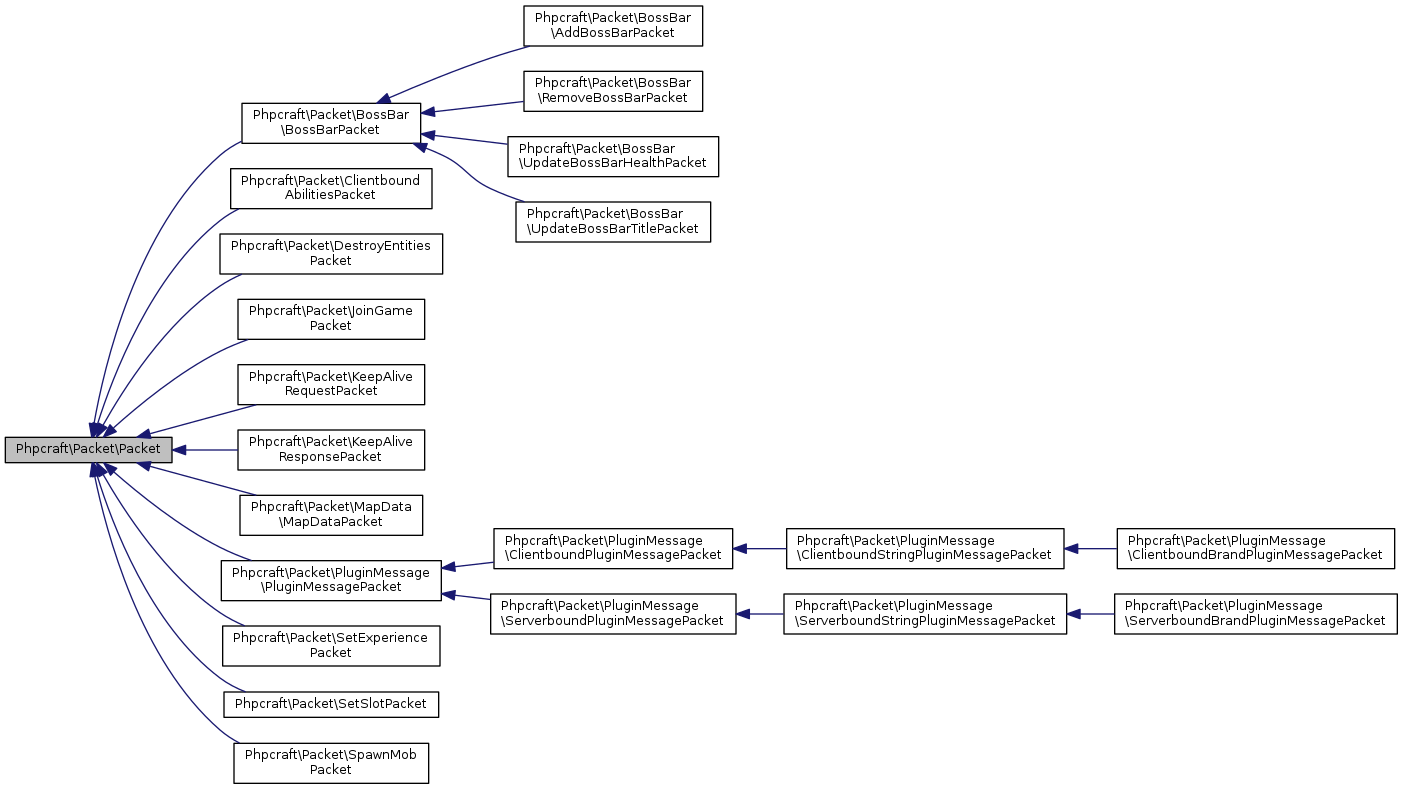 Phpcraft\Packet\BossBar
\AddBossBarPacket
Phpcraft\Packet\BossBar
\RemoveBossBarPacket
Phpcraft\Packet\BossBar
\BossBarPacket
Phpcraft\Packet\BossBar
\UpdateBossBarHealthPacket
Phpcraft\Packet\Clientbound
AbilitiesPacket
Phpcraft\Packet\BossBar
\UpdateBossBarTitlePacket
Phpcraft\Packet\DestroyEntities
Packet
Phpcraft\Packet\JoinGame
Packet
Phpcraft\Packet\KeepAlive
RequestPacket
Phpcraft\Packet\Packet
Phpcraft\Packet\KeepAlive
ResponsePacket
Phpcraft\Packet\MapData
\MapDataPacket
Phpcraft\Packet\PluginMessage
\PluginMessagePacket
Phpcraft\Packet\PluginMessage
\ClientboundPluginMessagePacket
Phpcraft\Packet\PluginMessage
\ClientboundStringPluginMessagePacket
Phpcraft\Packet\PluginMessage
\ClientboundBrandPluginMessagePacket
Phpcraft\Packet\PluginMessage
\ServerboundPluginMessagePacket
Phpcraft\Packet\PluginMessage
\ServerboundStringPluginMessagePacket
Phpcraft\Packet\PluginMessage
\ServerboundBrandPluginMessagePacket
Phpcraft\Packet\SetExperience
Packet
Phpcraft\Packet\SetSlotPacket
Phpcraft\Packet\SpawnMob
Packet